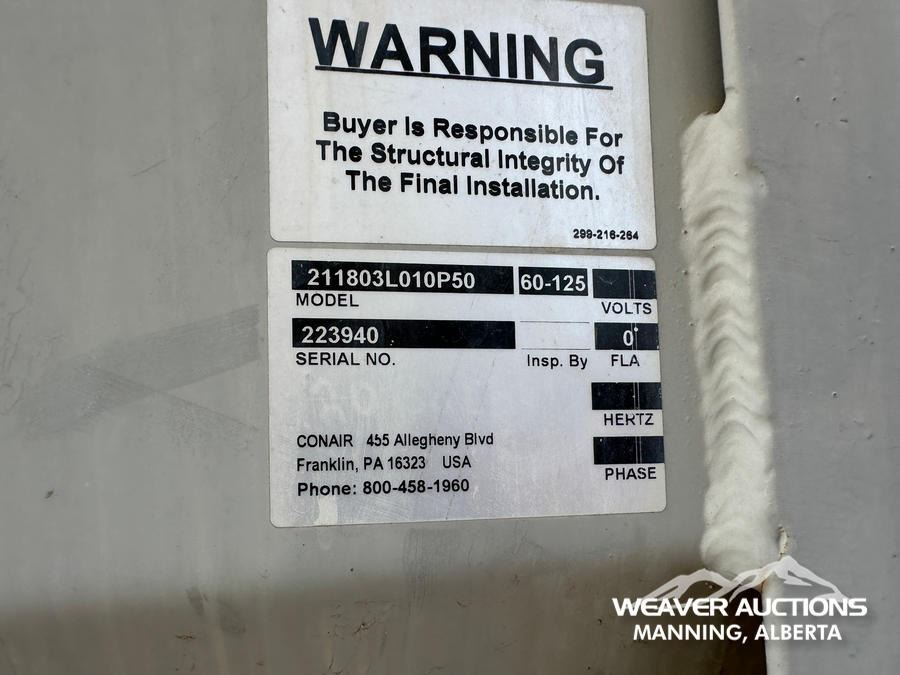 WARNING
Buyer Is Responsible For
The Structural Integrity Of
The Final Installation.
299-216-264
211803L010P50 60-125
MODEL VOLTS
223940 0
SERIAL NO. Insp. By FLA
HERTZ
CONAIR 455 Allegheny Blvd
Franklin, PA 16323 USA
PHASE
Phone: 800-458-1960
WEAVER AUCTIONS
MANNING, ALBERTA